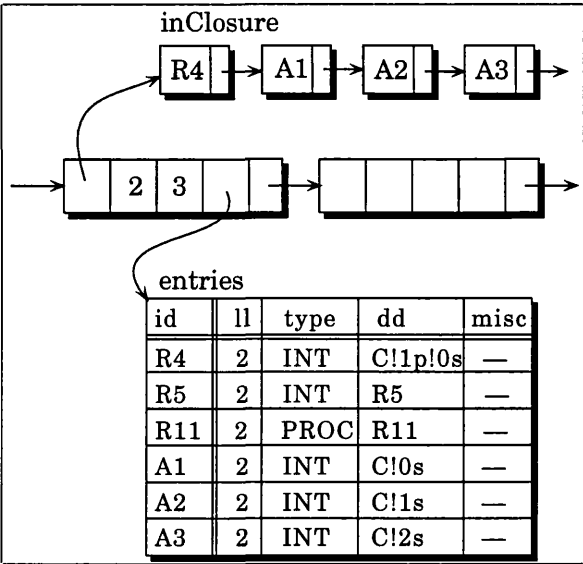 inClosure
R4 A1 A2 A3
2 3
entries
id ll type dd misc
R4 2 INT C!1p!0s —
R5 2 INT R5 —
R11 2 PROC R11 —
A1 2 INT C!0s —
A2 2 INT C!1s —
A3 2 INT C!2s —